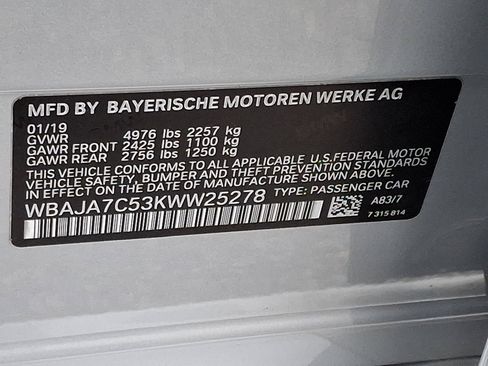 MFD BY BAYERISCHE MOTOREN WERKE AG
01/19
GVWR 4976 lbs 2257 kg
GAWR FRONT 2425 lbs 1100 kg
GAWR REAR 2756 lbs 1250 kg
THIS VEHICLE CONFORMS TO ALL APPLICABLE U.S.FEDERAL MOTOR
VEHICLE SAFETY, BUMPER AND THEFT PREVENTION STANDARDS
IN EFFECT ON THE DATE OF MANUFACTURE SHOWN ABOVE.
WBAJA7C53KWW25278 TYPE: PASSENGER CAR
A83/7
7 315 814